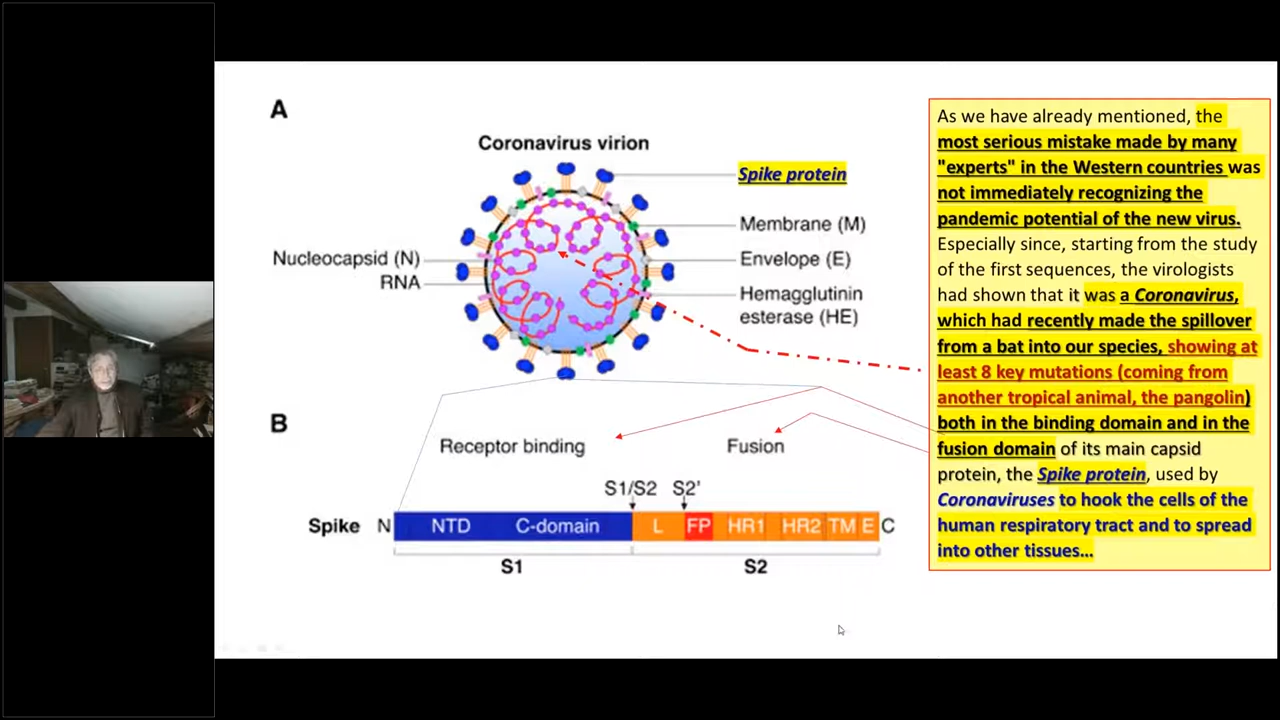 A
Coronavirus virion
Spike protein
Membrane (M)
Nucleocapsid (N)
Envelope (E)
RNA
Hemagglutinin
esterase (HE)
B
Receptor binding
Fusion
S1/S2
S2'
Spike
N
NTD
C-domain
L
FP
HR1
HR2
TM
E
C
S1
S2
As we have already mentioned, the
most serious mistake made by many
"experts" in the Western countries was
not immediately recognizing the
pandemic potential of the new virus.
Especially since, starting from the study
of the first sequences, the virologists
had shown that it was a Coronavirus,
which had recently made the spillover
from a bat into our species, showing at
least 8 key mutations (coming from
another tropical animal, the pangolin)
both in the binding domain and in the
fusion domain of its main capsid
protein, the Spike protein, used by
Coronaviruses to hook the cells of the
human respiratory tract and to spread
into other tissues...